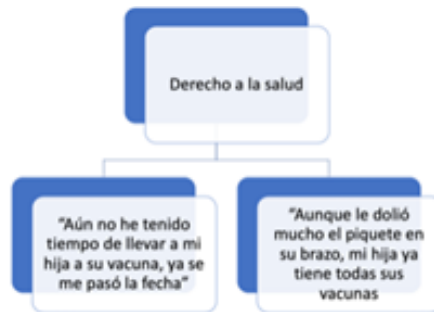 Derecho a la salud
“Aún no he tenido
tiempo de llevar a mi
hija a su vacuna, ya se
me pasó la fecha”
“Aunque le dolió
mucho el piquete en
su brazo, mi hija ya
tiene todas sus
vacunas